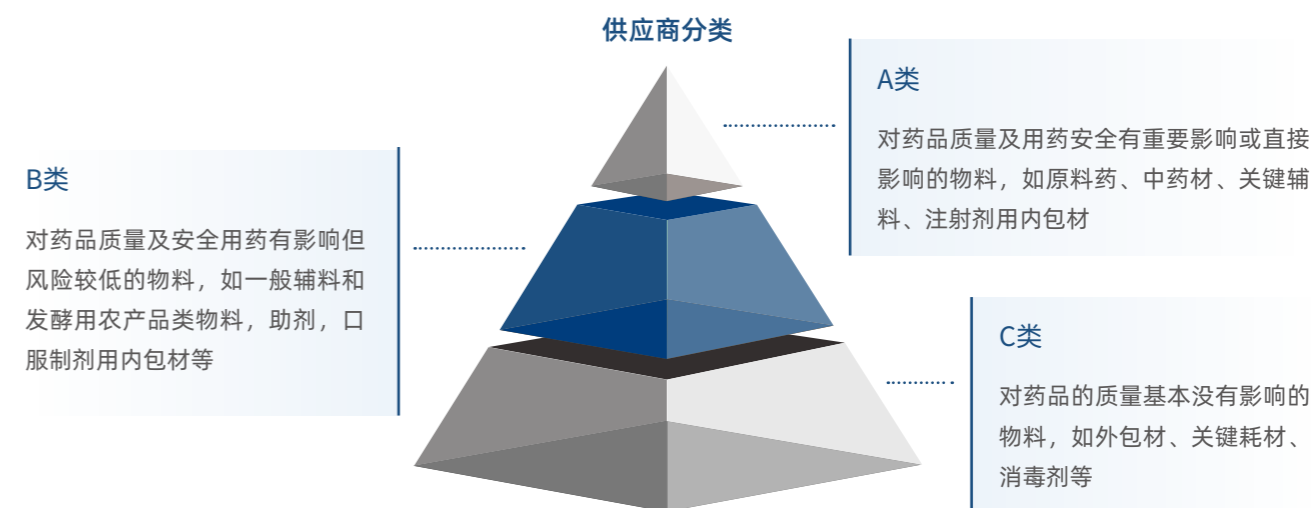 供应商分类
A类
对药品质量及用药安全有重要影响或直接
影响的物料，如原料药、中药材、关键辅
料、注射剂用内包材
B类
对药品质量及安全用药有影响但
风险较低的物料，如一般辅料和
发酵用农产品类物料，助剂，口
服制剂用内包材等
C类
对药品的质量基本没有影响的
物料，如外包材、关键耗材、
消毒剂等